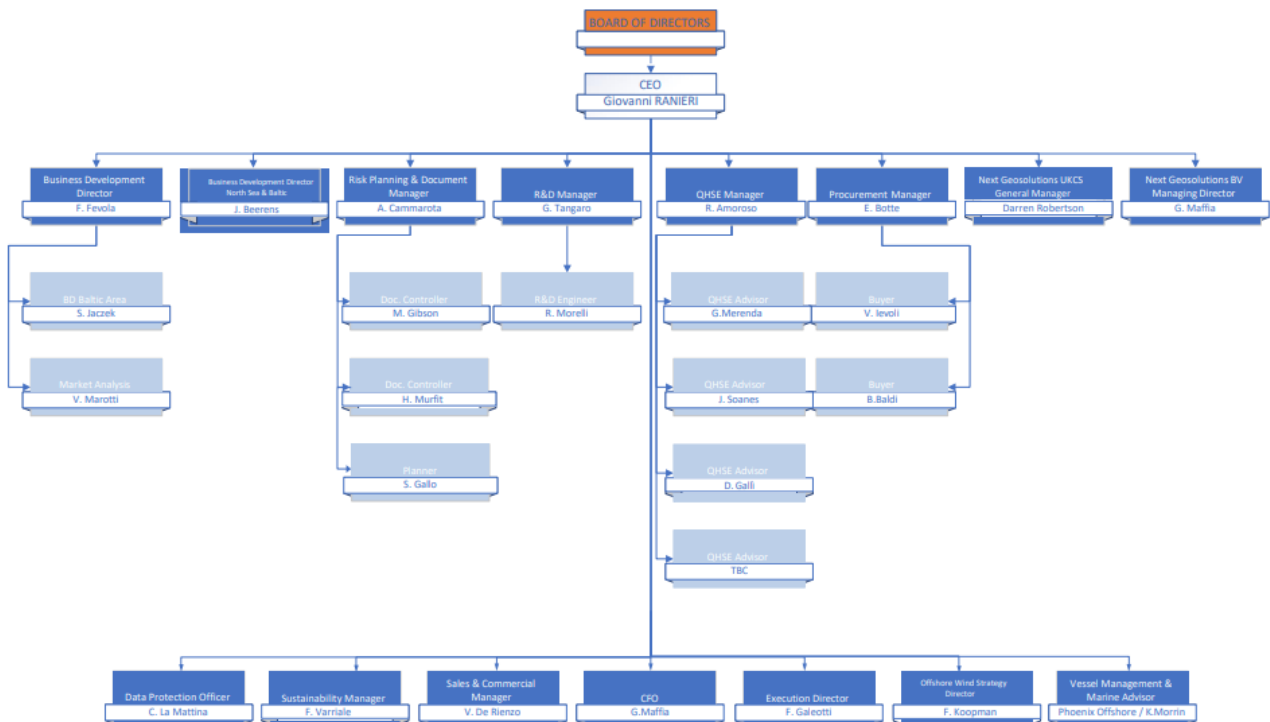 BOARD OF DIRECTORS
CEO
Giovanni RANIERI
Business Development
Director
F. Fevola
Business Development Director
North Sea & Baltic
J. Beerens
Risk Planning & Document
Manager
A. Cammarota
R&D Manager
G. Tangaro
QHSE Manager
R. Amoroso
Procurement Manager
E. Botte
Next Geosolutions UKCS
General Manager
Darren Robertson
Next Geosolutions BV
Managing Director
G. Maffia
BD Baltic Area
S. Jaczek
Doc. Controller
M. Gibson
R&D Engineer
R. Morelli
QHSE Advisor
G.Merenda
Buyer
V. Ievoli
Market Analysis
V. Marotti
Doc. Controller
H. Murfit
QHSE Advisor
J. Soanes
Buyer
B.Baldi
Planner
S. Gallo
QHSE Advisor
D. Galli
QHSE Advisor
TBC
Data Protection Officer
C. La Mattina
Sustainability Manager
F. Varriale
Sales & Commercial
Manager
V. De Rienzo
CFO
G.Maffia
Execution Director
F. Galeotti
Offshore Wind Strategy
Director
F. Koopman
Vessel Management &
Marine Advisor
Phoenix Offshore / K.Morrin